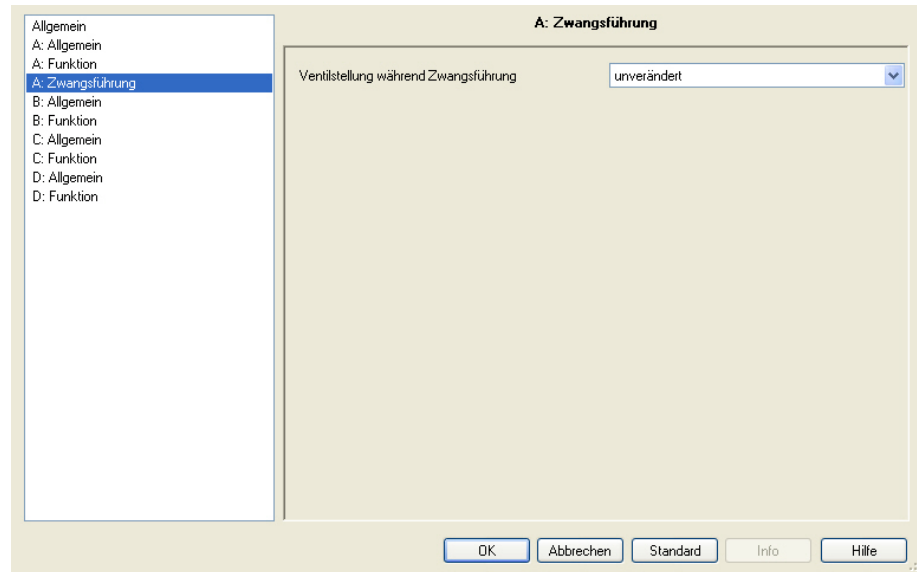 Allgemein
A: Allgemein
A: Funktion
A: Zwangsführung
B: Allgemein
B: Funktion
C: Allgemein
C: Funktion
D: Allgemein
D: Funktion
A: Zwangsführung
Ventilstellung während Zwangsführung unverändert
OK Abbrechen Standard Info Hilfe